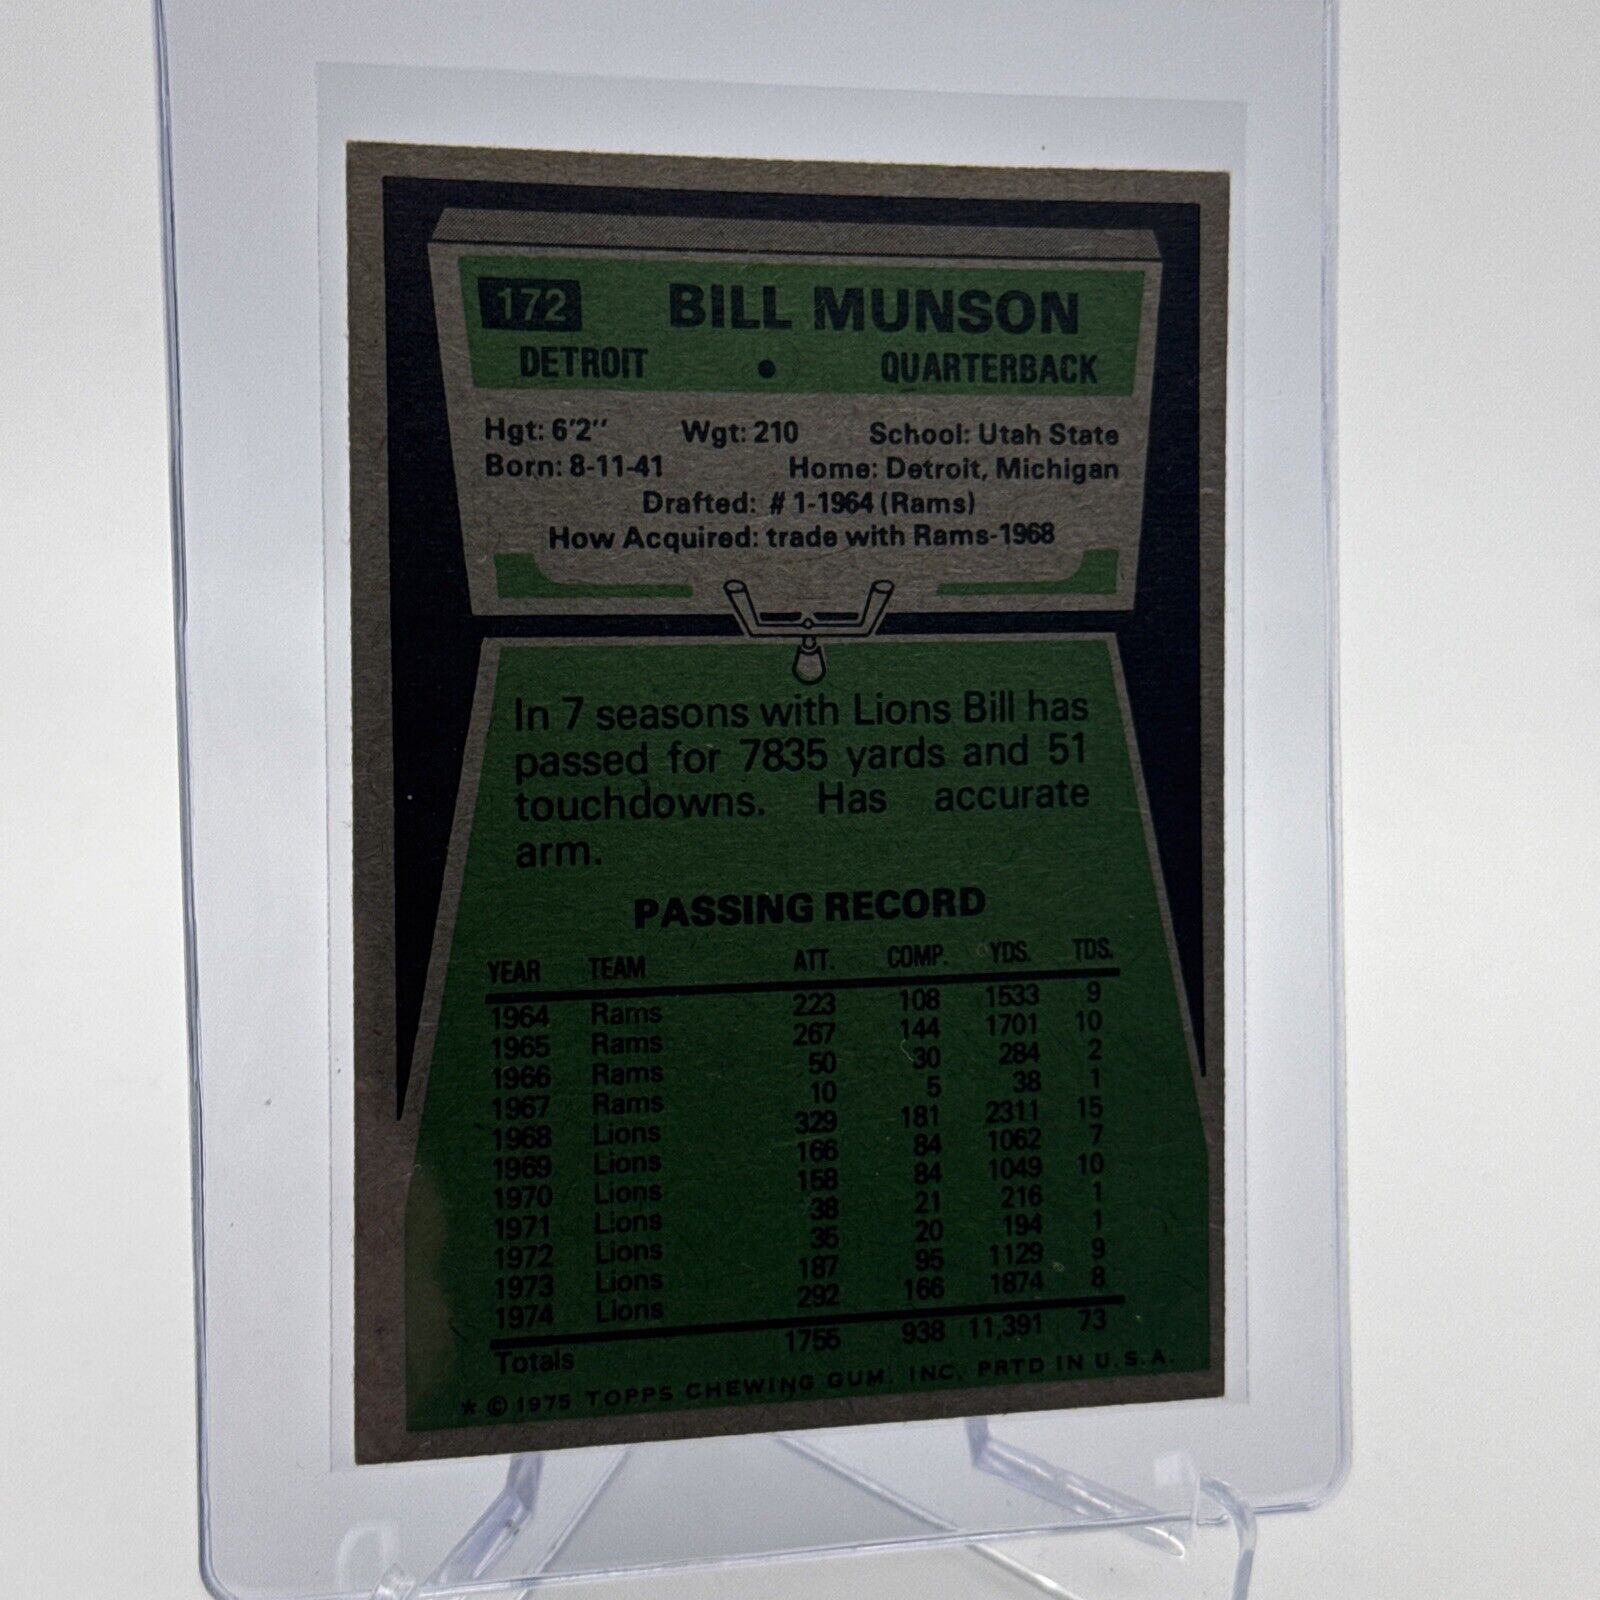 172 BILL MUNSON
DETROIT • QUARTERBACK
Hgt: 6'2" Wgt: 210 School: Utah State
Born: 8-11-41 Home: Detroit, Michigan
Drafted: # 1-1964 (Rams)
How Acquired: trade with Rams-1968
In 7 seasons with Lions Bill has
passed for 7835 yards and 51
touchdowns. Has accurate
arm.
PASSING RECORD
YEAR TEAM ATT. COMP. YDS. TDS.
1964 Rams 223 108 1533 9
1965 Rams 267 144 1701 10
1966 Rams 50 30 284 2
1967 Rams 10 5 38 1
1968 Lions 329 181 2311 15
1969 Lions 166 84 1062 7
1970 Lions 158 84 1049 10
1971 Lions 38 21 216 1
1972 Lions 35 20 194 1
1973 Lions 187 95 1129 9
1974 Lions 292 166 1874 8
Totals 1755 938 11,391 73
* © 1975 TOPPS CHEWING GUM, INC. PRTD IN U.S.A.